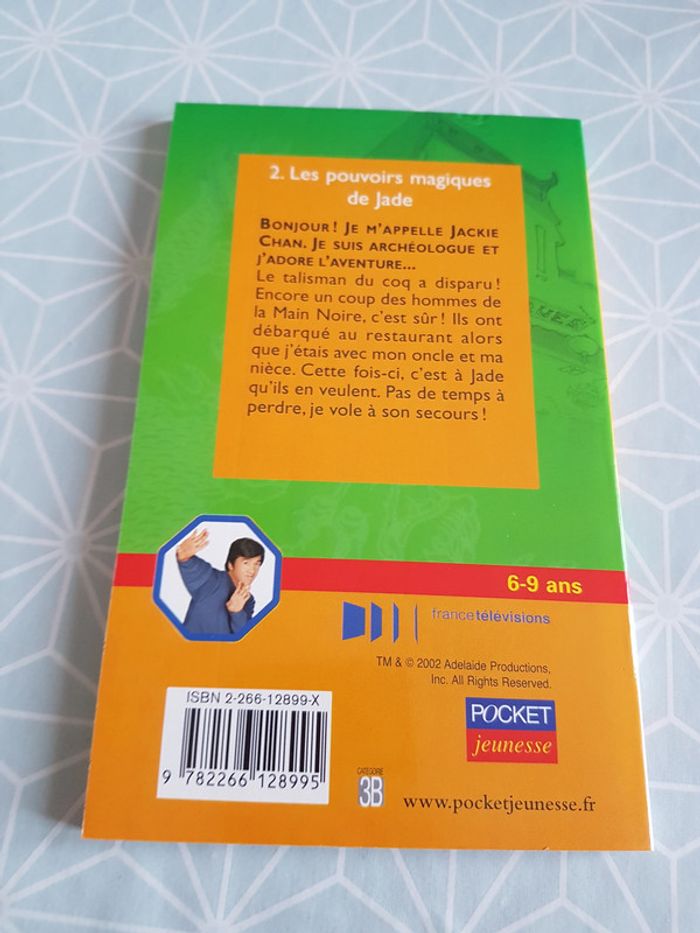 2. Les pouvoirs magiques
de Jade
BONJOUR ! JE M'APPELLE JACKIE
CHAN. JE SUIS ARCHÉOLOGUE ET
J'ADORE L'AVENTURE...
Le talisman du coq a disparu !
Encore un coup des hommes de
la Main Noire, c'est sûr ! Ils ont
débarqué au restaurant alors
que j'étais avec mon oncle et ma
nièce. Cette fois-ci, c'est à Jade
qu'ils en veulent. Pas de temps à
perdre, je vole à son secours !
6-9 ans
francetélévisions
TM & © 2002 Adelaide Productions,
Inc. All Rights Reserved.
ISBN 2-266-12899-X
9 782266 128995
CATÉGORIE
3B
POCKET
jeunesse
www.pocketjeunesse.fr